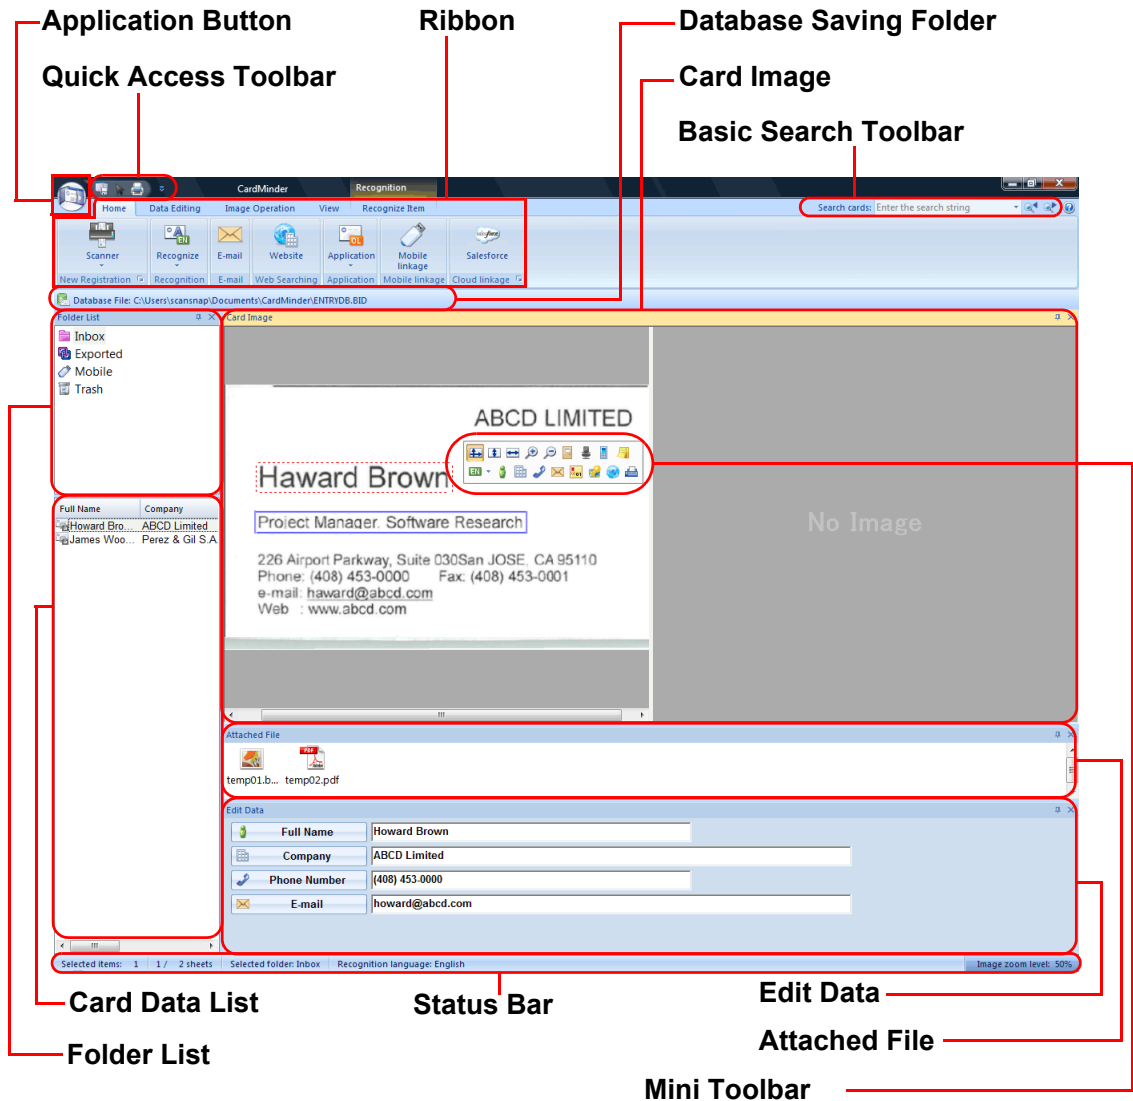 Application Button
Ribbon
Database Saving Folder
Quick Access Toolbar
Card Image
Basic Search Toolbar
CardMinder
Recognition
Home
Data Editing
Image Operation
View
Recognize Item
Search cards:
Enter the search string
Scanner
Recognize
E-mail
Website
Application
Mobile
linkage
Salesforce
New Registration
Recognition
E-mail
Web Searching
Application
Mobile linkage
Cloud linkage
Database File: C:\Users\scansnap\Documents\CardMinder\ENTRYDB.BID
Folder List
Card Image
Inbox
Exported
Mobile
Trash
ABCD LIMITED
EN
Haward Brown
Project Manager. Software Research
226 Airport Parkway, Suite 030San JOSE, CA 95110
Phone: (408) 453-0000 Fax: (408) 453-0001
e-mail: haward@abcd.com
Web : www.abcd.com
No Image
Full Name
Company
Howard Bro... ABCD Limited
James Woo... Perez & Gil S.A.
Attached File
PDF
temp01.b...
temp02.pdf
Edit Data
Full Name
Howard Brown
Company
ABCD Limited
Phone Number
(408) 453-0000
E-mail
howard@abcd.com
Selected items: 1
1 / 2 sheets
Selected folder: Inbox
Recognition language: English
Image zoom level: 50%
Card Data List
Status Bar
Edit Data
Folder List
Attached File
Mini Toolbar